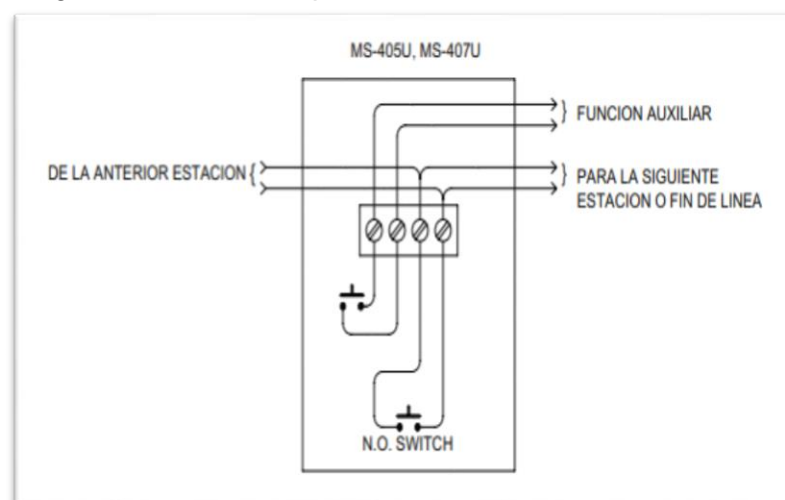 MS-405U, MS-407U
} FUNCION AUXILIAR
DE LA ANTERIOR ESTACION {
} PARA LA SIGUIENTE
ESTACION O FIN DE LINEA
N.O. SWITCH